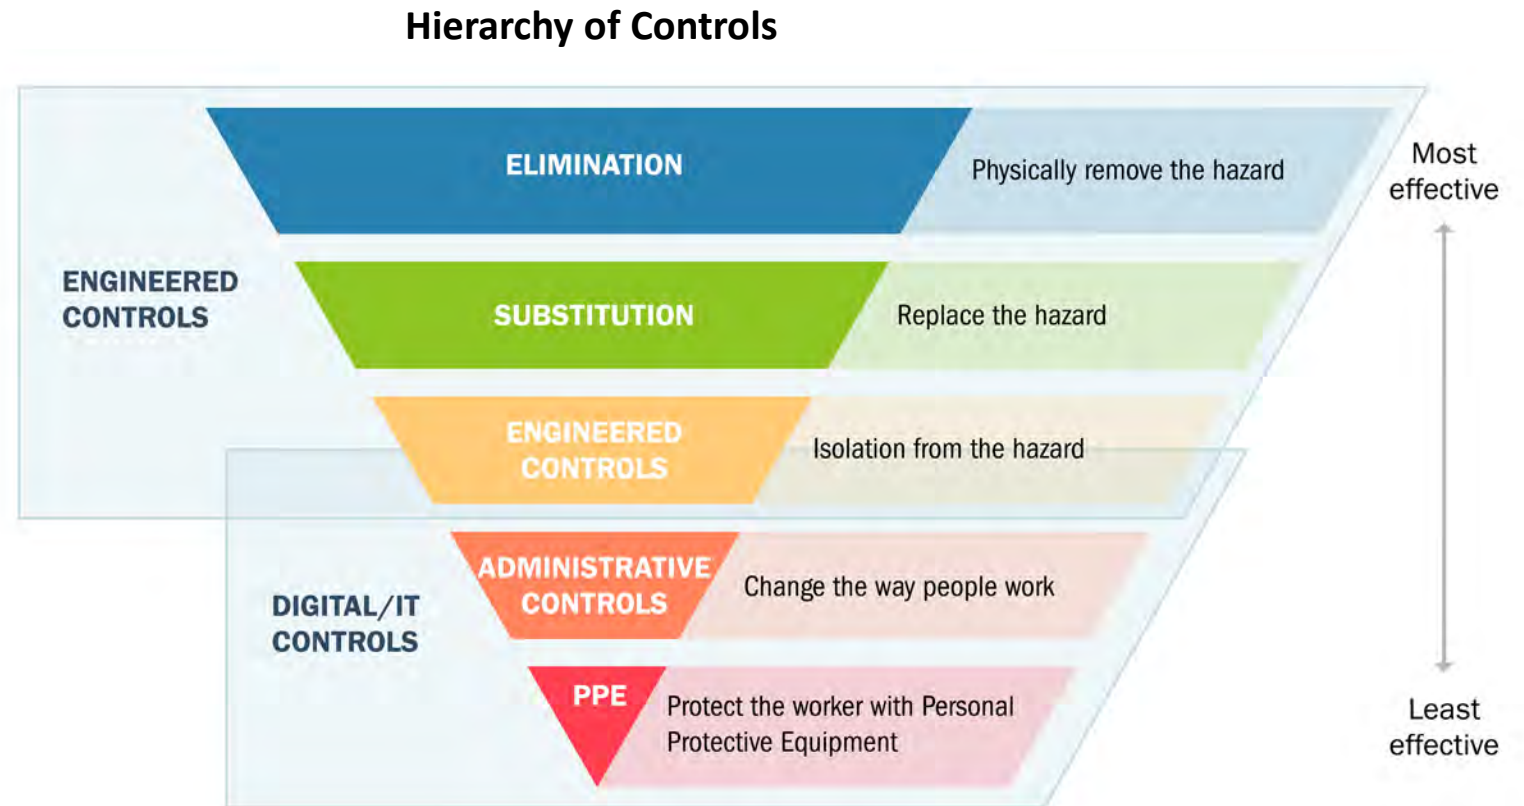 Hierarchy of Controls
ELIMINATION
Physically remove the hazard
Most
effective
ENGINEERED
CONTROLS
SUBSTITUTION
Replace the hazard
ENGINEERED
CONTROLS
Isolation from the hazard
ADMINISTRATIVE
CONTROLS
Change the way people work
DIGITAL/IT
CONTROLS
PPE
Protect the worker with Personal
Protective Equipment
Least
effective